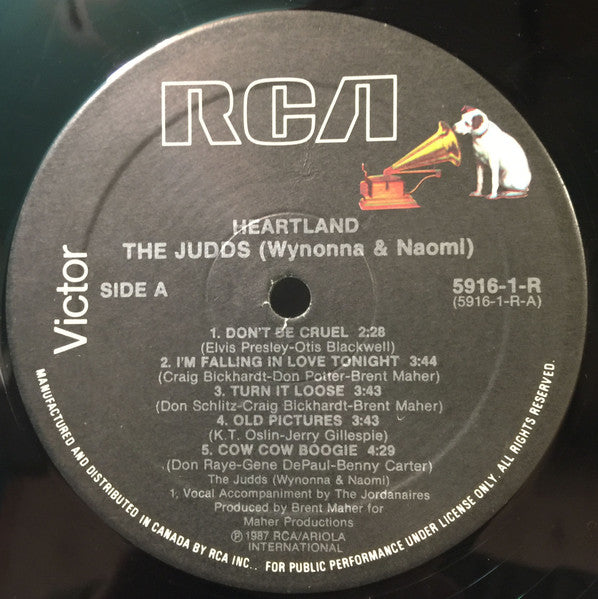 RCA
Victor
HEARTLAND
THE JUDDS (Wynonna & Naomi)
SIDE A
5916-1-R
(5916-1-R-A)
1. DON'T BE CRUEL 2:28
(Elvis Presley-Otis Blackwell)
2. I'M FALLING IN LOVE TONIGHT 3:44
(Craig Bickhardt-Don Potter-Brent Maher)
3. TURN IT LOOSE 3:43
(Don Schlitz-Craig Bickhardt-Brent Maher)
4. OLD PICTURES 3:43
(K.T. Oslin-Jerry Gillespie)
5. COW COW BOOGIE 4:29
(Don Raye-Gene DePaul-Benny Carter)
The Judds (Wynonna & Naomi)
1, Vocal Accompaniment by The Jordanaires
Produced by Brent Maher for
Maher Productions
℗ 1987 RCA/ARIOLA
INTERNATIONAL
MANUFACTURED AND DISTRIBUTED IN CANADA BY RCA INC.. FOR PUBLIC PERFORMANCE UNDER LICENSE ONLY. ALL RIGHTS RESERVED.